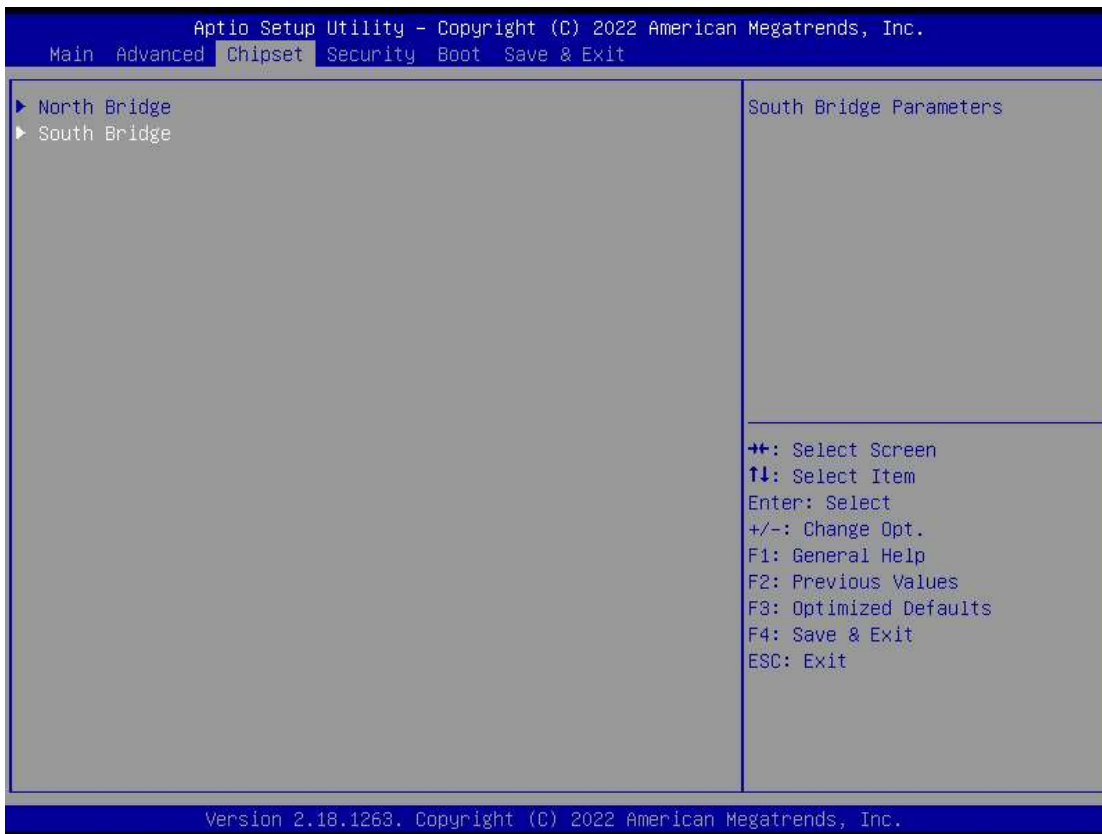 Aptio Setup Utility – Copyright (C) 2022 American Megatrends, Inc.
Main Advanced Chipset Security Boot Save & Exit
▶ North Bridge
▶ South Bridge
South Bridge Parameters
→←: Select Screen
↑↓: Select Item
Enter: Select
+/-: Change Opt.
F1: General Help
F2: Previous Values
F3: Optimized Defaults
F4: Save & Exit
ESC: Exit
Version 2.18.1263. Copyright (C) 2022 American Megatrends, Inc.